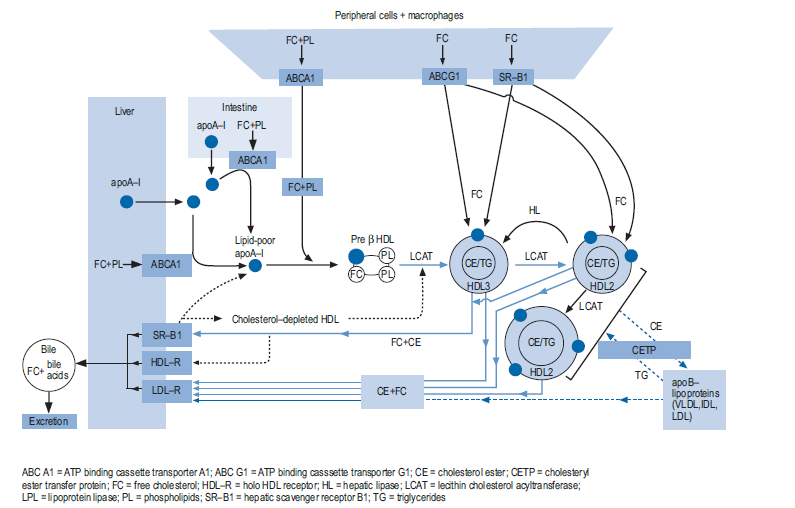 Peripheral cells + macrophages
FC+PL
FC
FC
ABCA1
ABCG1
SR–B1
Liver
Intestine
apoA–I
FC+PL
ABCA1
apoA–I
FC+PL
FC
FC
HL
Lipid-poor
apoA–I
Pre β HDL
PL
FC
PL
LCAT
CE/TG
HDL3
LCAT
CE/TG
HDL2
FC+PL
ABCA1
LCAT
Cholesterol–depleted HDL
SR–B1
FC+CE
CE/TG
HDL2
CE
CETP
TG
Bile
FC+ bile
acids
HDL–R
LDL–R
CE+FC
apoB–
lipoproteins
(VLDL,IDL,
LDL)
Excretion
ABC A1 = ATP binding cassette transporter A1; ABC G1 = ATP binding casssette transporter G1; CE = cholesterol ester; CETP = cholesteryl
ester transfer protein; FC = free cholesterol; HDL–R = holo HDL receptor; HL = hepatic lipase; LCAT = lecithin cholesterol acyltransferase;
LPL = lipoprotein lipase; PL = phospholipids; SR–B1 = hepatic scavenger receptor B1; TG = triglycerides